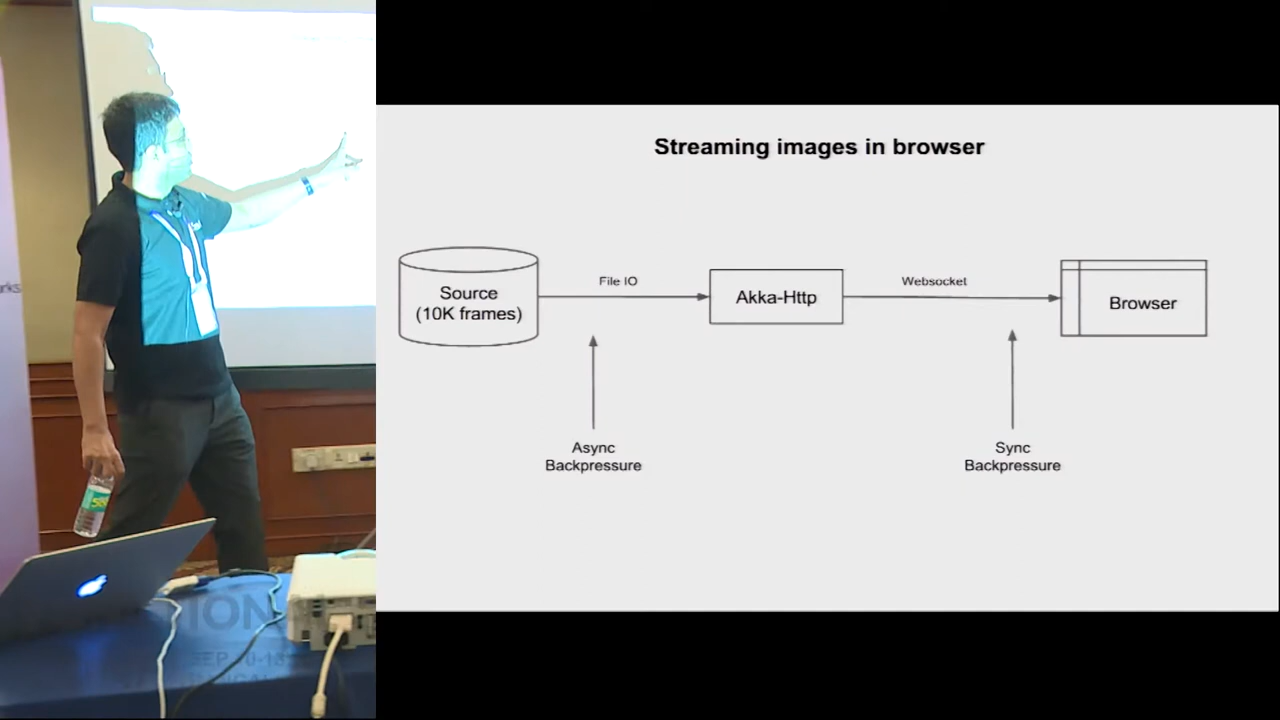 Streaming images in browser
Source
(10K frames)
File IO
Akka-Http
Websocket
Browser
Async
Backpressure
Sync
Backpressure